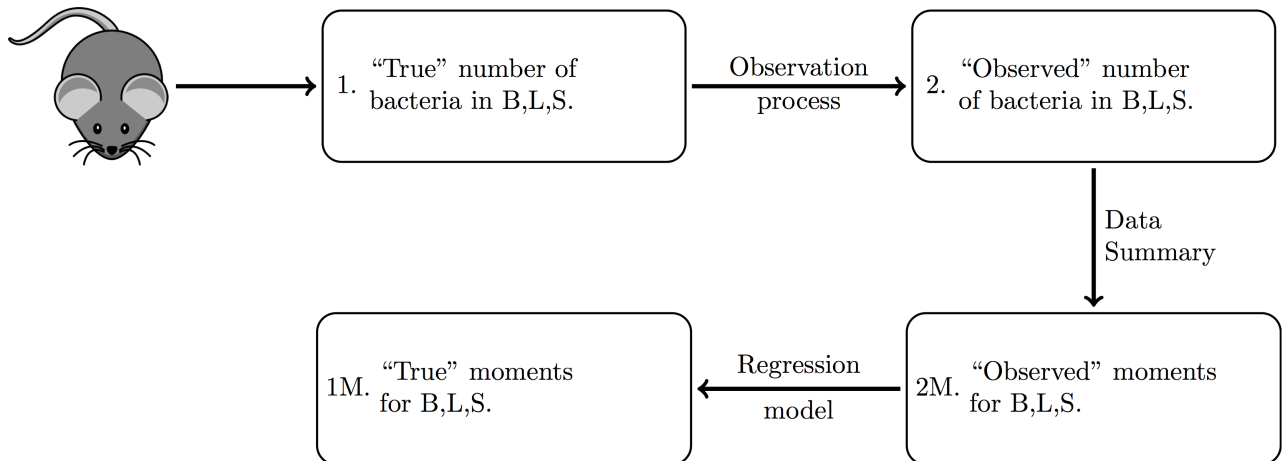 1. “True” number of
bacteria in B,L,S.
Observation
process
2. “Observed” number
of bacteria in B,L,S.
Data
Summary
1M. “True” moments
for B,L,S.
Regression
model
2M. “Observed” moments
for B,L,S.